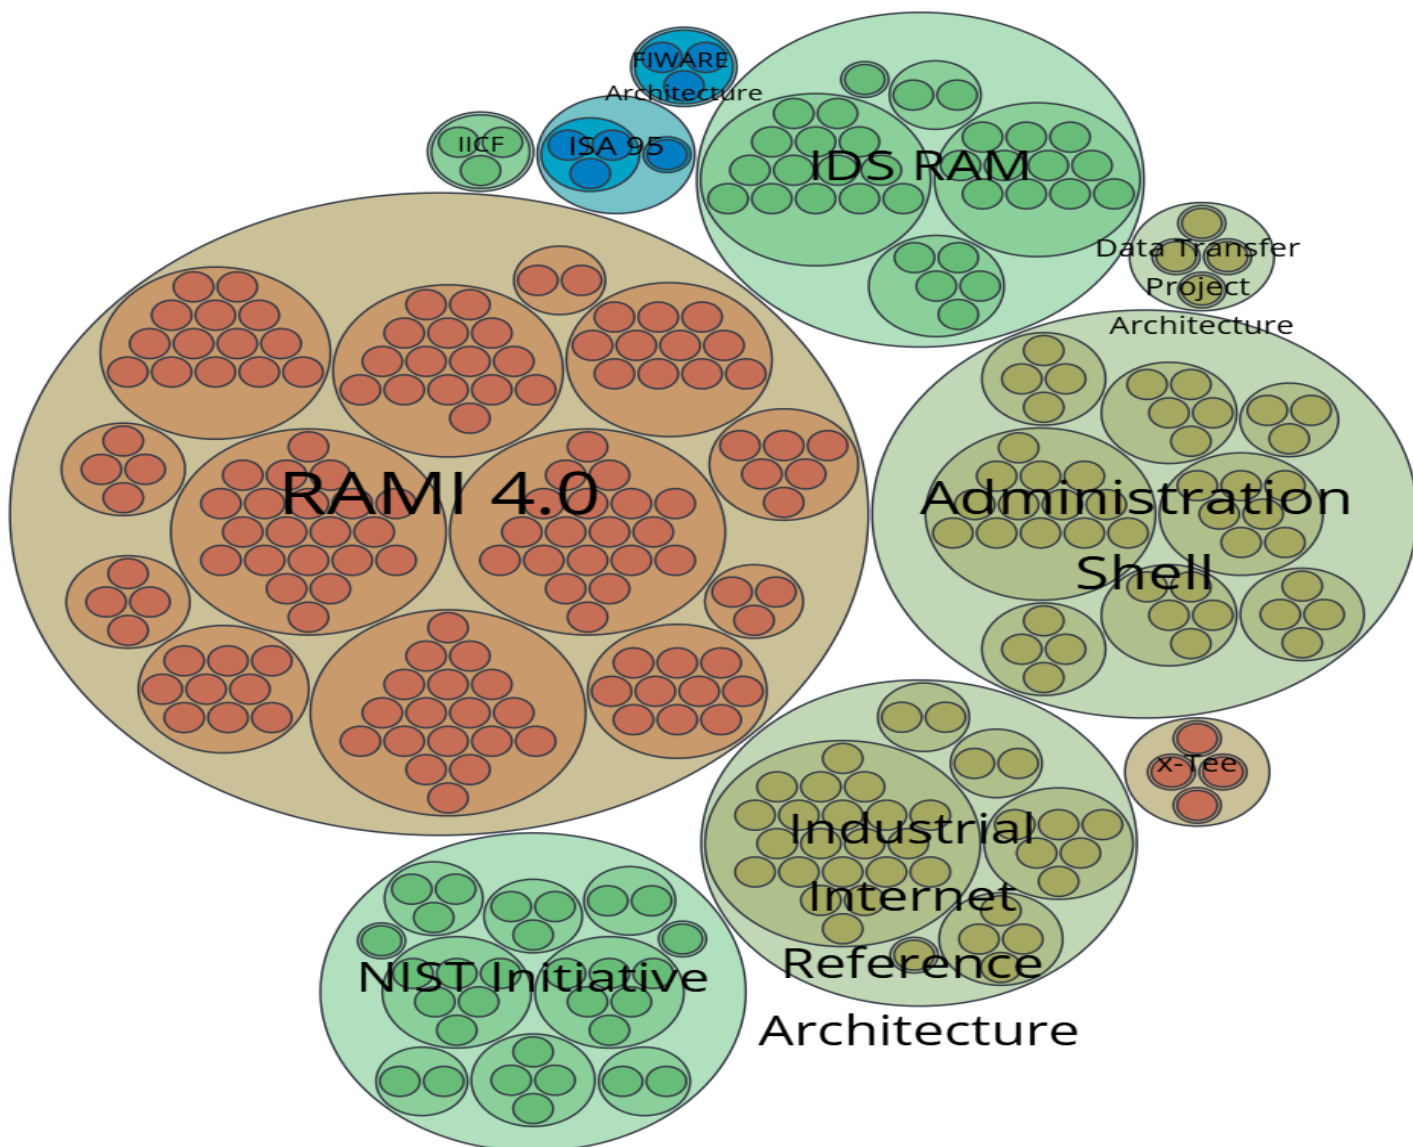 FIWARE
Architecture
IICF
ISA 95
IDS RAM
Data Transfer
Project
Architecture
RAMI 4.0
Administration
Shell
x-Tee
Industrial
Internet
Reference
Architecture
NIST Initiative